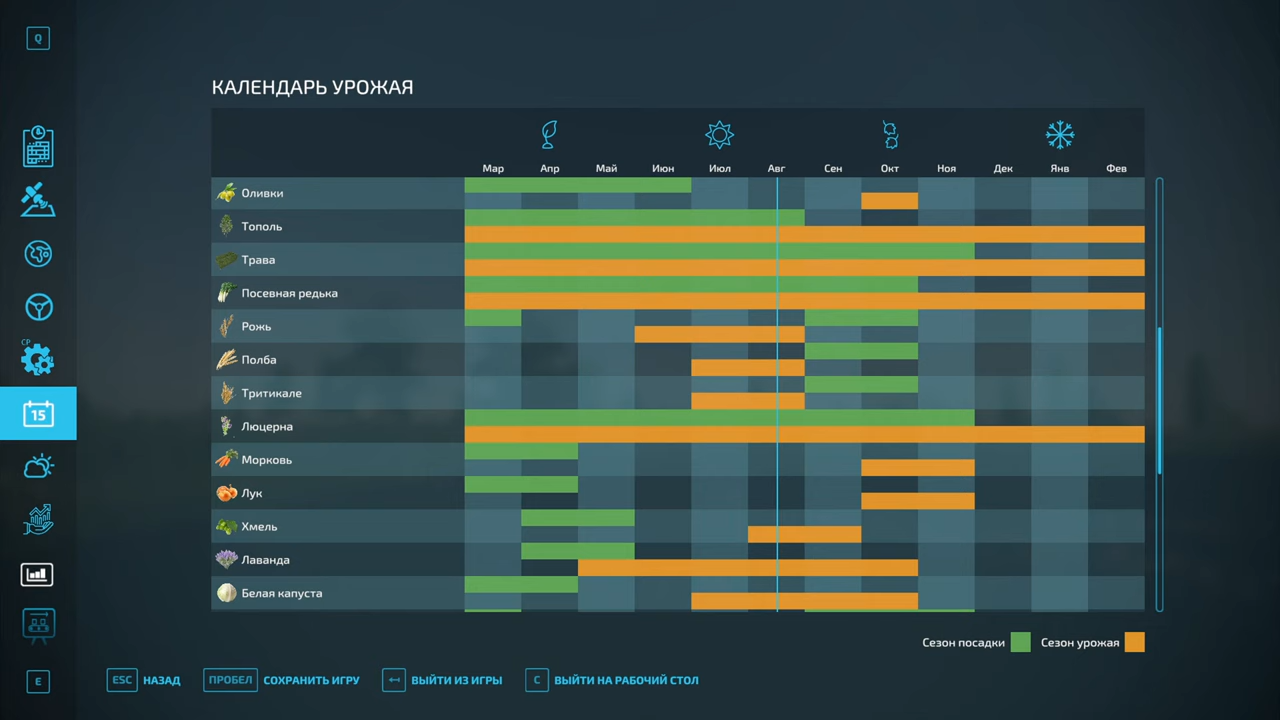 Q
КАЛЕНДАРЬ УРОЖАЯ
Мар Апр Май Июн Июл Авг Сен Окт Ноя Дек Янв Фев
Оливки
Тополь
Трава
Посевная редька
Рожь
CP
Полба
Тритикале
15
Люцерна
Морковь
Лук
Хмель
Лаванда
Белая капуста
Сезон посадки Сезон урожая
E
ESC НАЗАД ПРОБЕЛ СОХРАНИТЬ ИГРУ ВЫЙТИ ИЗ ИГРЫ C ВЫЙТИ НА РАБОЧИЙ СТОЛ